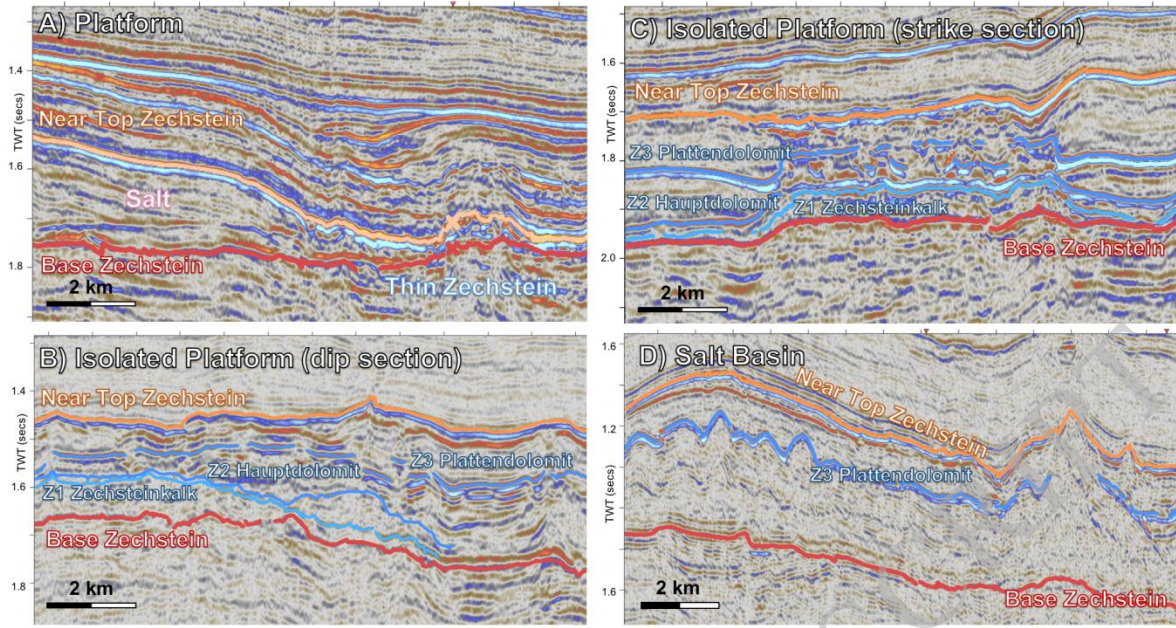 A) Platform
TWT (secs)
1.4
1.6
1.8
Near Top Zechstein
Salt
Base Zechstein
Thin Zechstein
2 km
B) Isolated Platform (dip section)
TWT (secs)
1.4
1.6
1.8
Near Top Zechstein
Z2 Hauptdolomit
Z3 Plattendolomit
Z1 Zechsteinkalk
Base Zechstein
2 km
C) Isolated Platform (strike section)
TWT (secs)
1.6
1.8
2.0
Near Top Zechstein
Z3 Plattendolomit
Z2 Hauptdolomit
Z1 Zechsteinkalk
Base Zechstein
2 km
D) Salt Basin
TWT (secs)
1.6
1.2
1.6
Near Top Zechstein
Z3 Plattendolomit
Base Zechstein
2 km